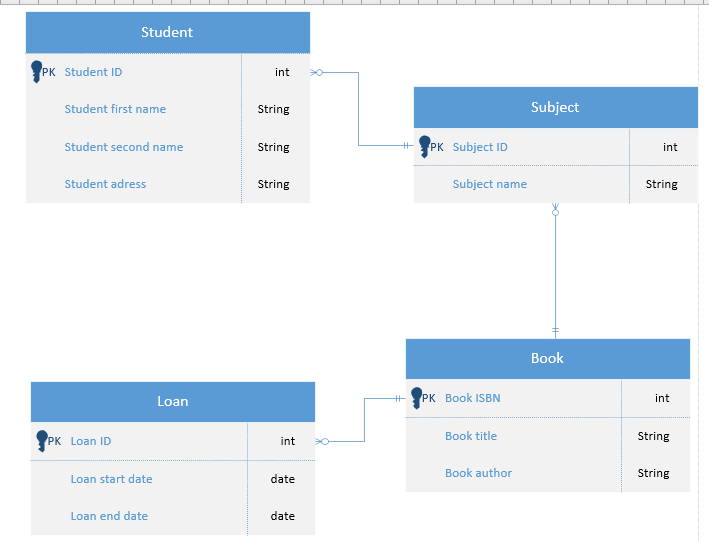 Student
PK Student ID int
Student first name String
Student second name String
Student adress String
Subject
PK Subject ID int
Subject name String
Book
PK Book ISBN int
Book title String
Book author String
Loan
PK Loan ID int
Loan start date date
Loan end date date